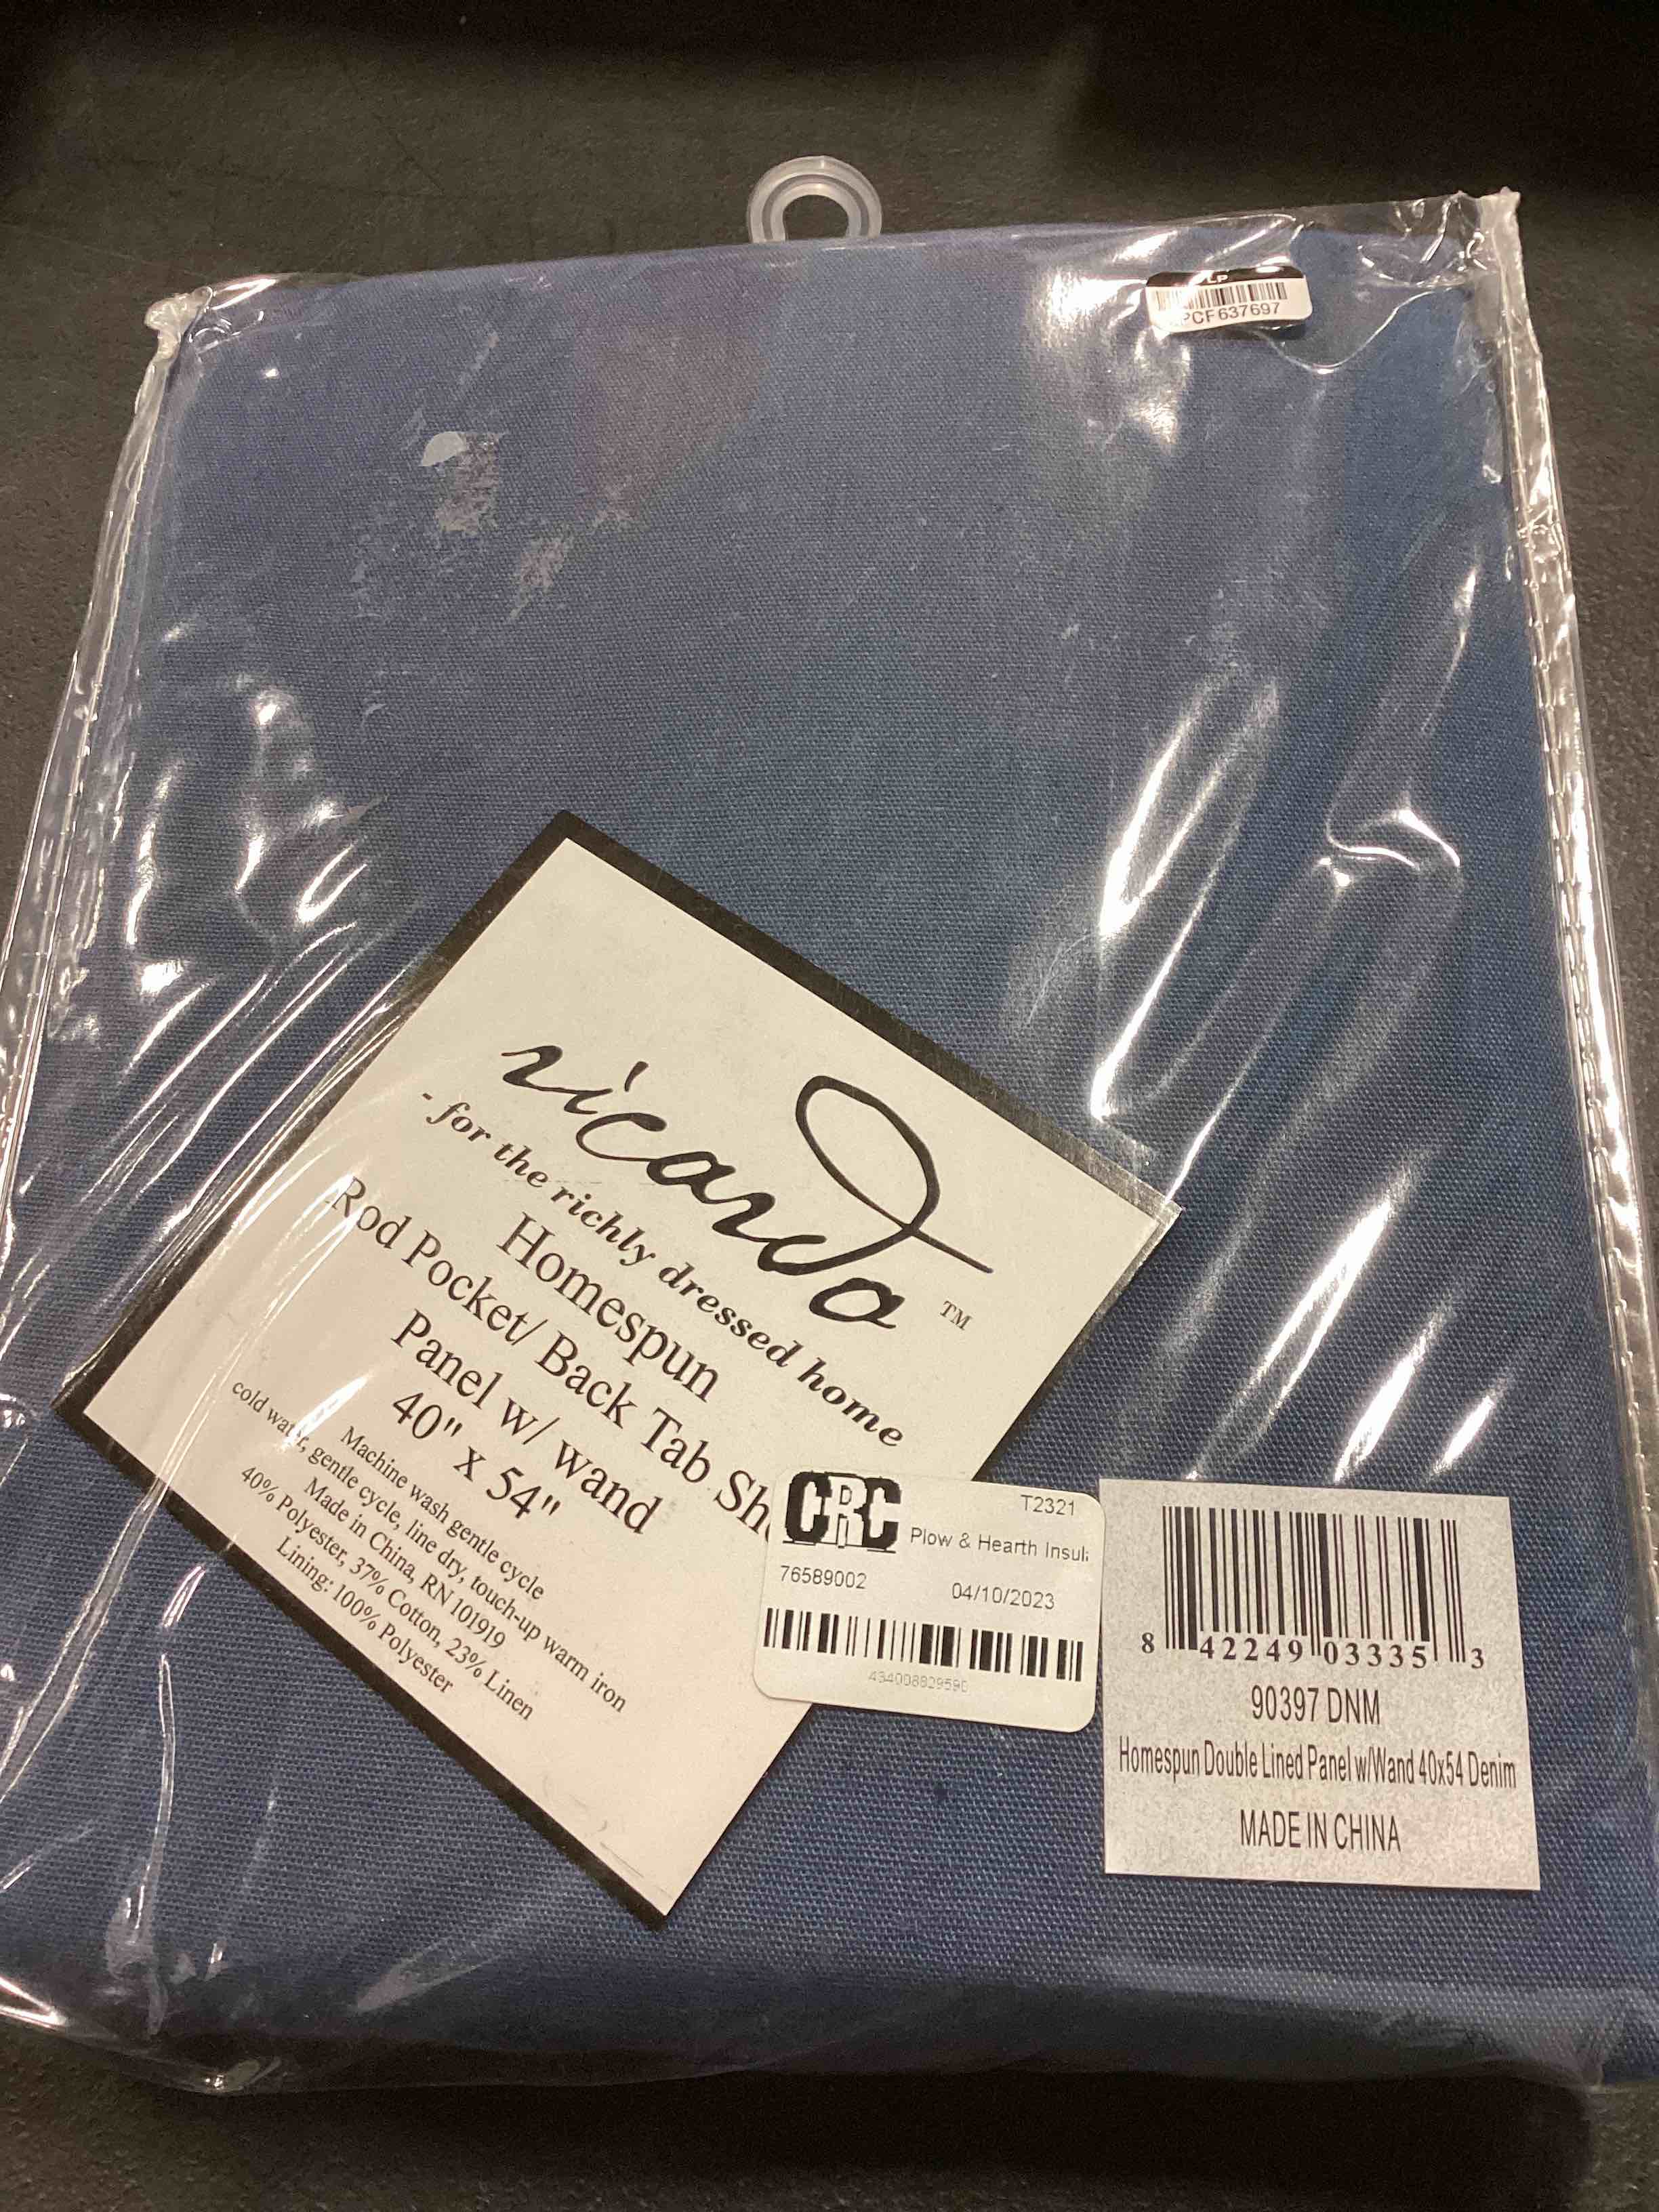 LP
PCF637697
ricardo
TM
- for the richly dressed home
Homespun
Rod Pocket/ Back Tab
Panel w/ wand
40" x 54"
Machine wash gentle cycle
cold water, gentle cycle, line dry, touch-up warm iron
Made in China, RN 101919
40% Polyester, 37% Cotton, 23% Linen
Lining: 100% Polyester
CRC
T2321
Plow & Hearth Insul
76589002
04/10/2023
434008829590
8 42249 03335 3
90397 DNM
Homespun Double Lined Panel w/Wand 40x54 Denim
MADE IN CHINA